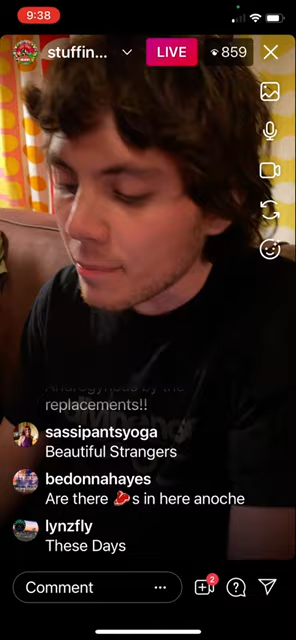 9:38
stuffin...
LIVE
859
Androgynous by the
replacements!!
sassipantsyoga
Beautiful Strangers
bedonnahayes
Are there 🥩s in here anoche
lynzfly
These Days
Comment
2